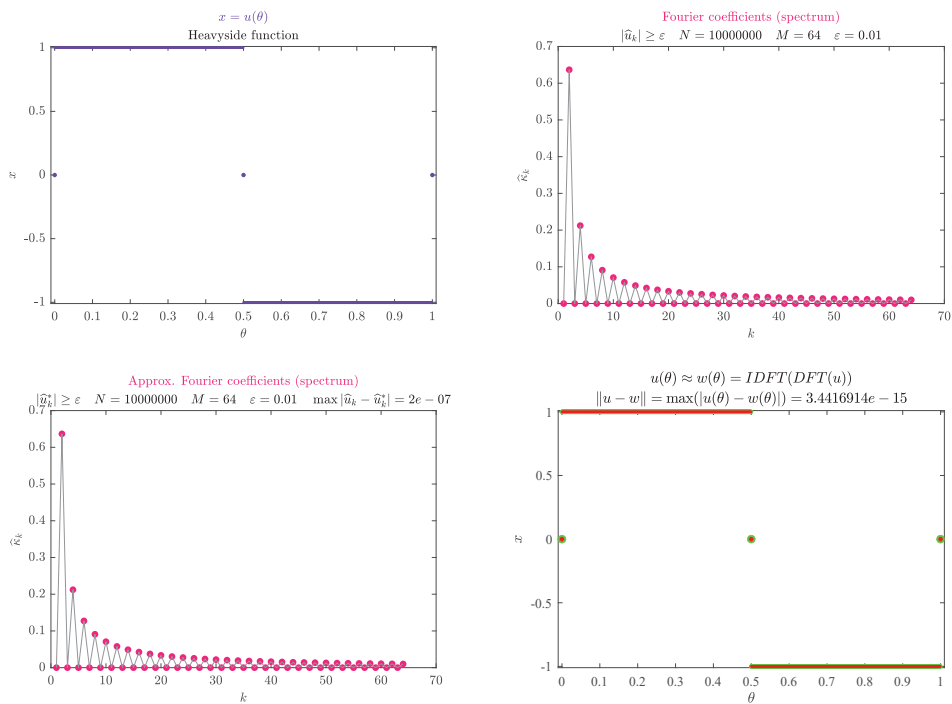 x = u(θ)
Heavyside function
1
0.5
0
-0.5
-1
x
0 0.1 0.2 0.3 0.4 0.5 0.6 0.7 0.8 0.9 1
θ
Fourier coefficients (spectrum)
|û_k| ≥ ε N = 10000000 M = 64 ε = 0.01
0.7
0.6
0.5
0.4
0.3
0.2
0.1
0
κ̂_k
0 10 20 30 40 50 60 70
k
Approx. Fourier coefficients (spectrum)
|û*_k| ≥ ε N = 10000000 M = 64 ε = 0.01 max |û_k − û*_k| = 2e − 07
0.7
0.6
0.5
0.4
0.3
0.2
0.1
0
κ̂_k
0 10 20 30 40 50 60 70
k
u(θ) ≈ w(θ) = IDFT(DFT(u))
‖u − w‖ = max(|u(θ) − w(θ)|) = 3.4416914e − 15
1
0.5
0
-0.5
-1
x
0 0.1 0.2 0.3 0.4 0.5 0.6 0.7 0.8 0.9 1
θ